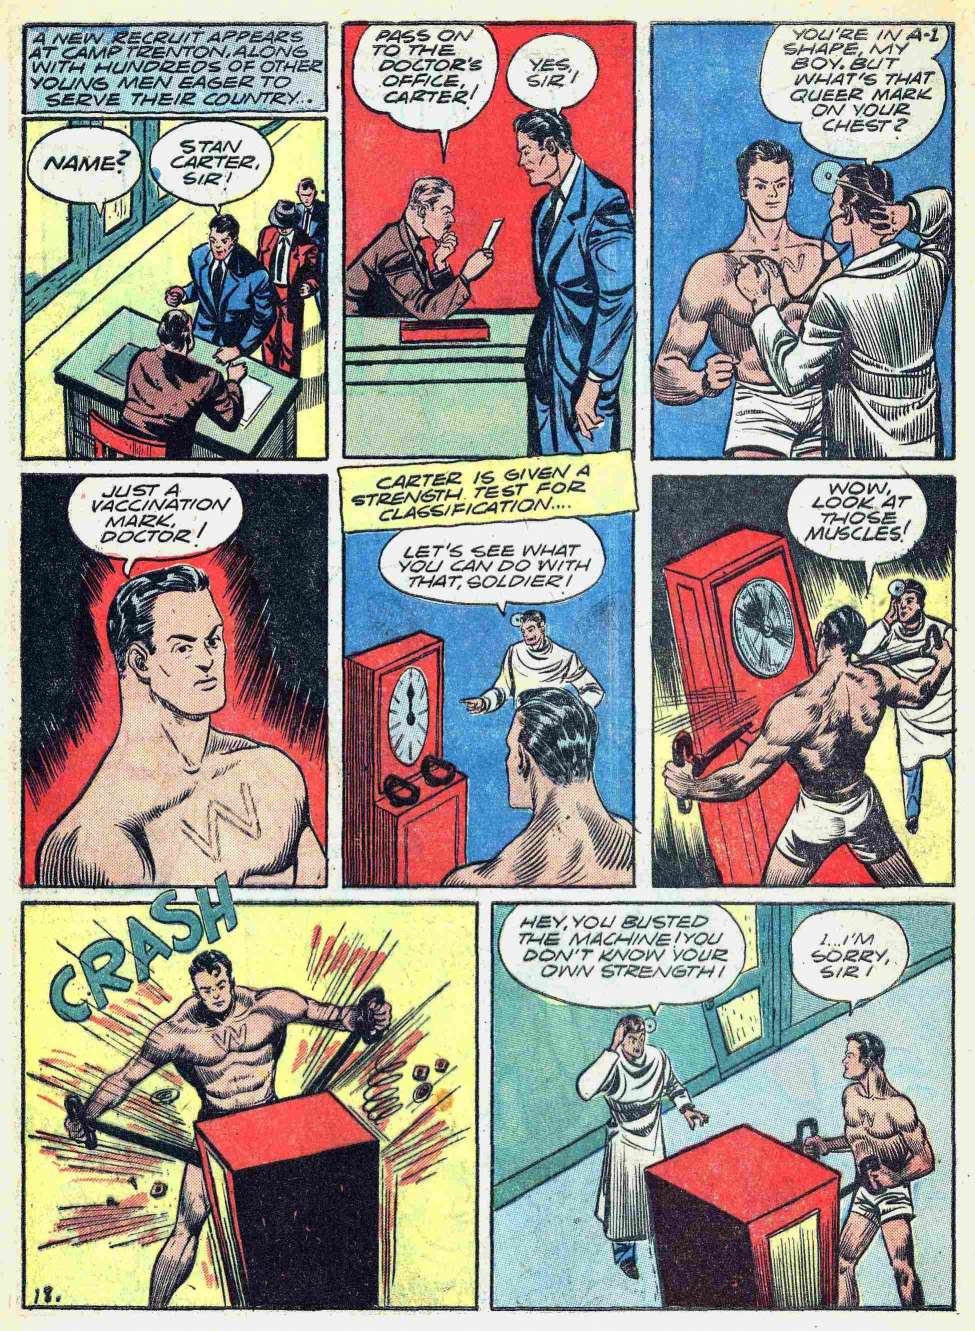 A NEW RECRUIT APPEARS
AT CAMP TRENTON, ALONG
WITH HUNDREDS OF OTHER
YOUNG MEN EAGER TO
SERVE THEIR COUNTRY...
NAME?
STAN
CARTER,
SIR!
PASS ON
TO THE
DOCTOR'S
OFFICE,
CARTER!
YES,
SIR!
YOU'RE IN A-1
SHAPE, MY
BOY. BUT
WHAT'S THAT
QUEER MARK
ON YOUR
CHEST?
JUST A
VACCINATION
MARK,
DOCTOR!
W
CARTER IS GIVEN A
STRENGTH TEST FOR
CLASSIFICATION....
LET'S SEE WHAT
YOU CAN DO WITH
THAT, SOLDIER!
WOW,
LOOK AT
THOSE
MUSCLES!
CRASH
W
18.
HEY, YOU BUSTED
THE MACHINE! YOU
DON'T KNOW YOUR
OWN STRENGTH!
I...I'M
SORRY,
SIR!